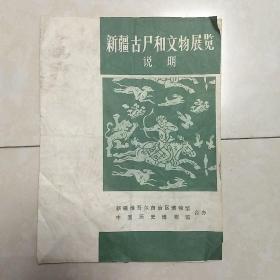 新疆古尸和文物展览
说明
新疆维吾尔自治区博物馆
中国历史博物馆
合办